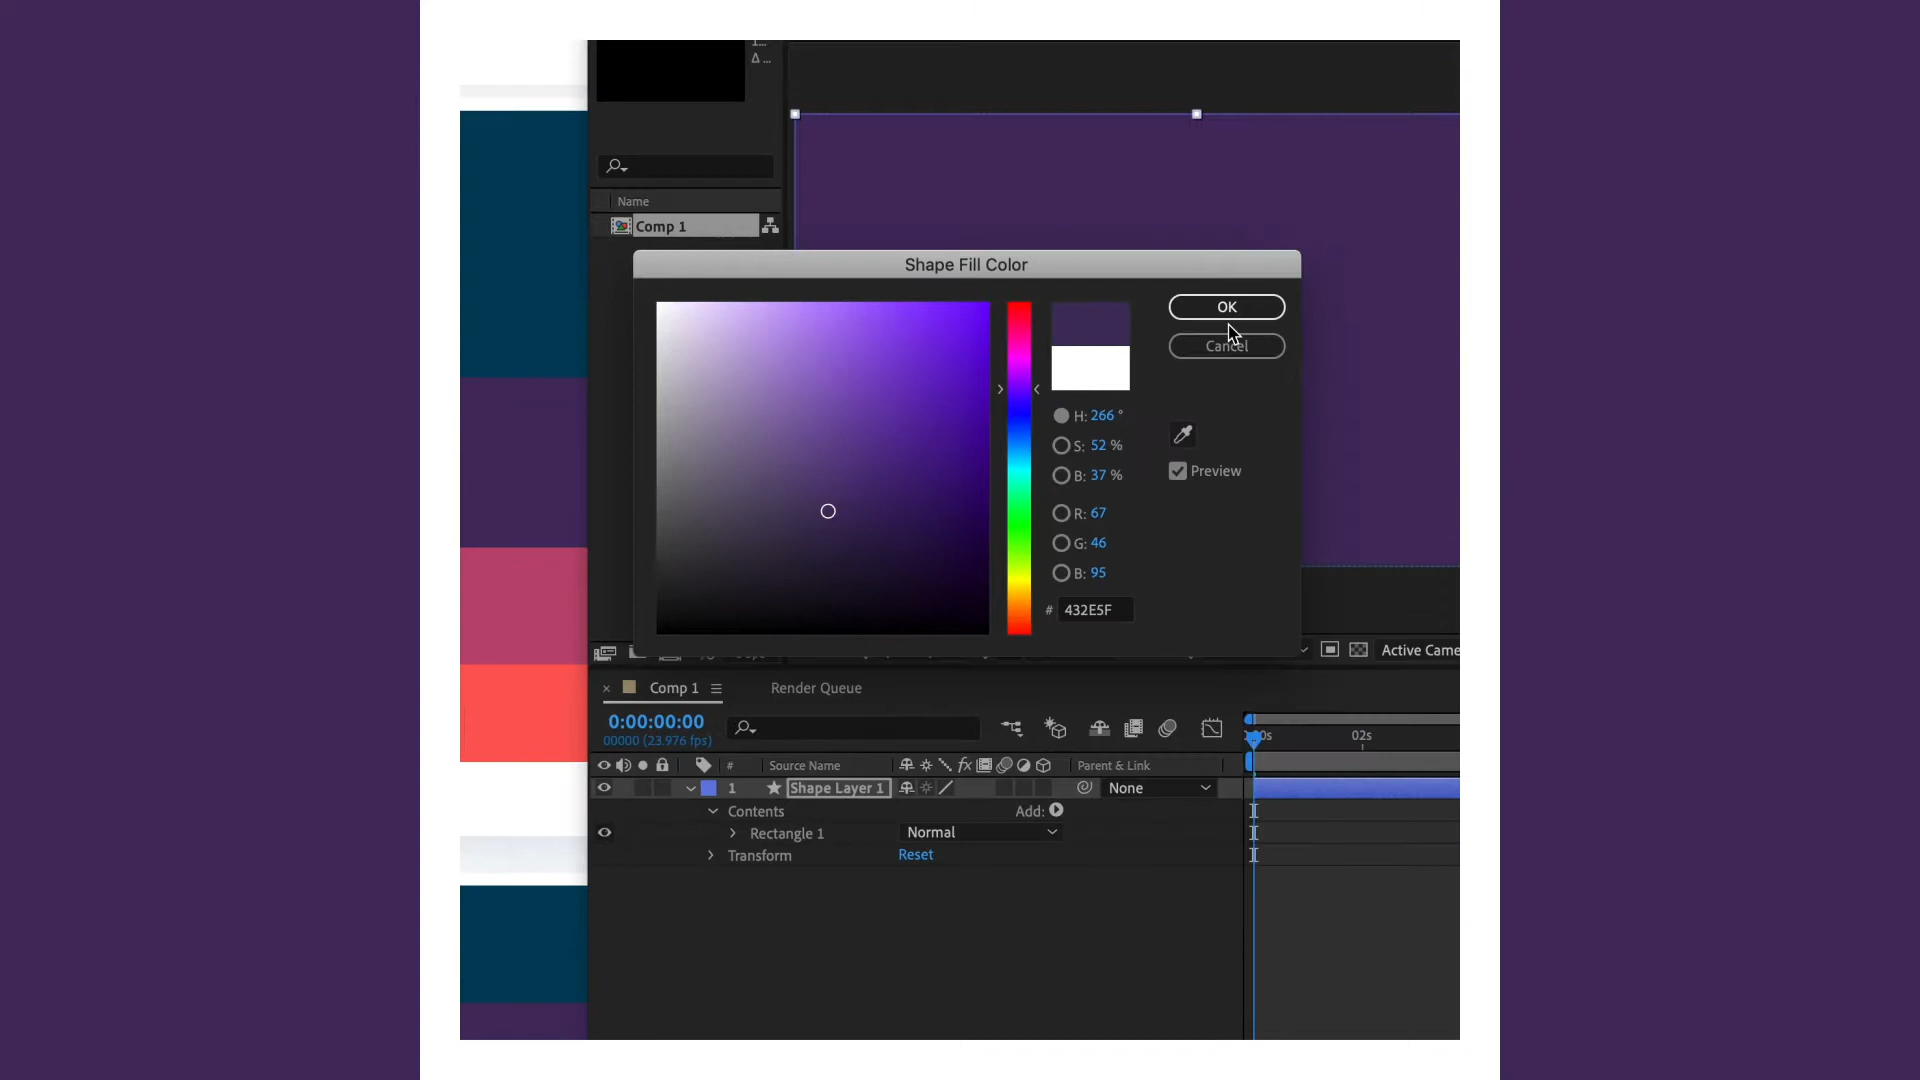 1...
Δ ...
Name
Comp 1
Shape Fill Color
OK
Cancel
H: 266 °
S: 52 %
B: 37 %
Preview
R: 67
G: 46
B: 95
# 432E5F
Active Came
× Comp 1
Render Queue
0:00:00:00
00000 (23.976 fps)
# Source Name fx Parent & Link
1 Shape Layer 1 None
02s
Contents Add:
Rectangle 1 Normal
Transform Reset